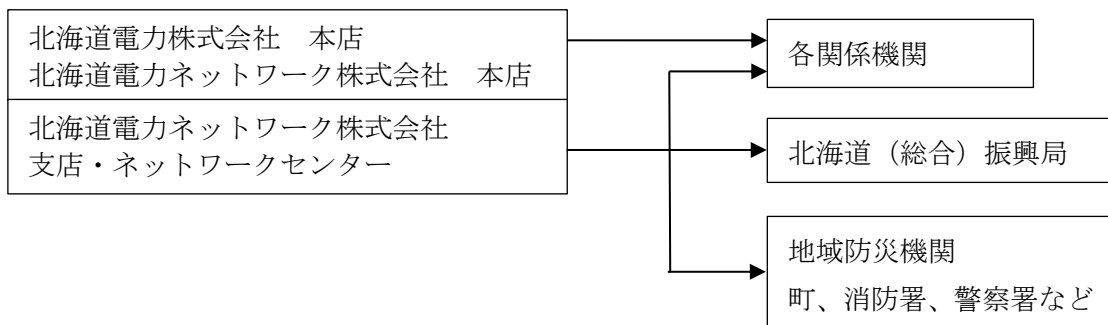 北海道電力株式会社　本店
北海道電力ネットワーク株式会社　本店
北海道電力ネットワーク株式会社
支店・ネットワークセンター
各関係機関
北海道（総合）振興局
地域防災機関
町、消防署、警察署など